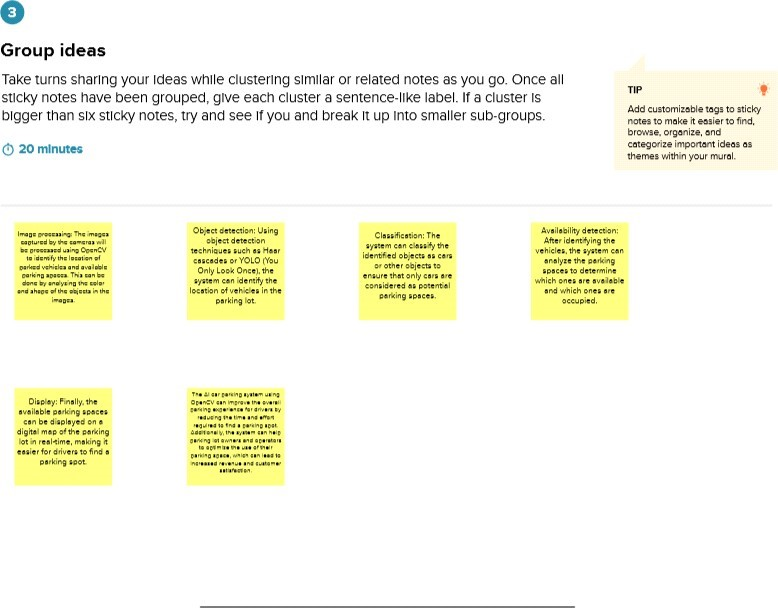 3
Group ideas
Take turns sharing your ideas while clustering similar or related notes as you go. Once all
sticky notes have been grouped, give each cluster a sentence-like label. If a cluster is
bigger than six sticky notes, try and see if you and break it up into smaller sub-groups.
20 minutes
TIP
Add customizable tags to sticky
notes to make it easier to find,
browse, organize, and
categorize important ideas as
themes within your mural.
Image processing: The images
captured by the cameras will
be processed using OpenCV
to identify the location of
parked vehicles and available
parking spaces. This can be
done by analyzing the color
and shape of the objects in the
images.
Object detection: Using
object detection
techniques such as Haar
cascades or YOLO (You
Only Look Once), the
system can identify the
location of vehicles in the
parking lot.
Classification: The
system can classify the
identified objects as cars
or other objects to
ensure that only cars are
considered as potential
parking spaces.
Availability detection:
After identifying the
vehicles, the system can
analyze the parking
spaces to determine
which ones are available
and which ones are
occupied.
Display: Finally, the
available parking spaces
can be displayed on a
digital map of the parking
lot in real-time, making it
easier for drivers to find a
parking spot.
The AI car parking system using
OpenCV can improve the overall
parking experience for drivers by
reducing the time and effort
required to find a parking spot.
Additionally, the system can help
parking lot owners and operators
to optimize the use of their
parking space, which can lead to
increased revenue and customer
satisfaction.